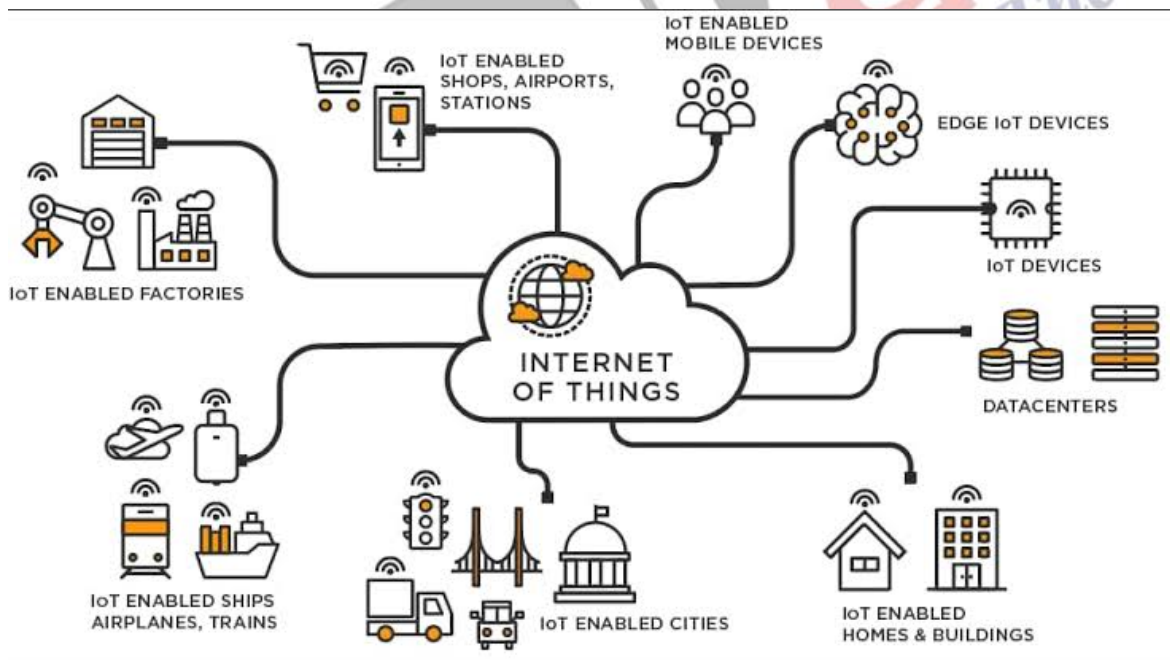 IoT ENABLED
MOBILE DEVICES
IoT ENABLED
SHOPS, AIRPORTS,
STATIONS
EDGE IoT DEVICES
IoT DEVICES
IoT ENABLED FACTORIES
INTERNET
OF THINGS
DATACENTERS
IoT ENABLED SHIPS
AIRPLANES, TRAINS
IoT ENABLED CITIES
IoT ENABLED
HOMES & BUILDINGS